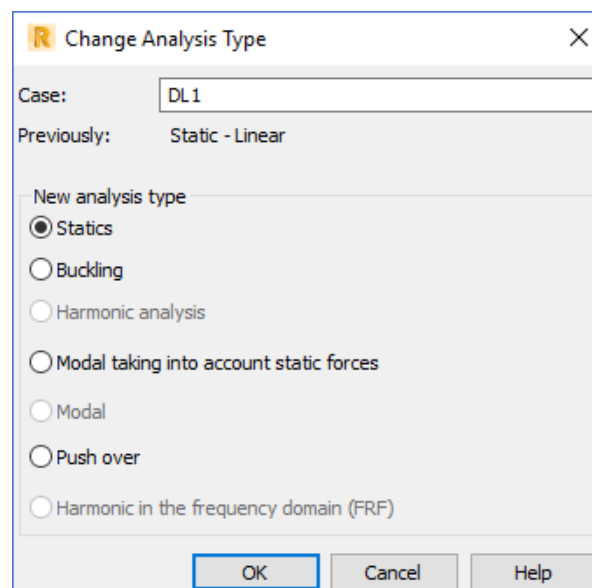 R Change Analysis Type
Case: DL1
Previously: Static - Linear
New analysis type
Statics
Buckling
Harmonic analysis
Modal taking into account static forces
Modal
Push over
Harmonic in the frequency domain (FRF)
OK Cancel Help